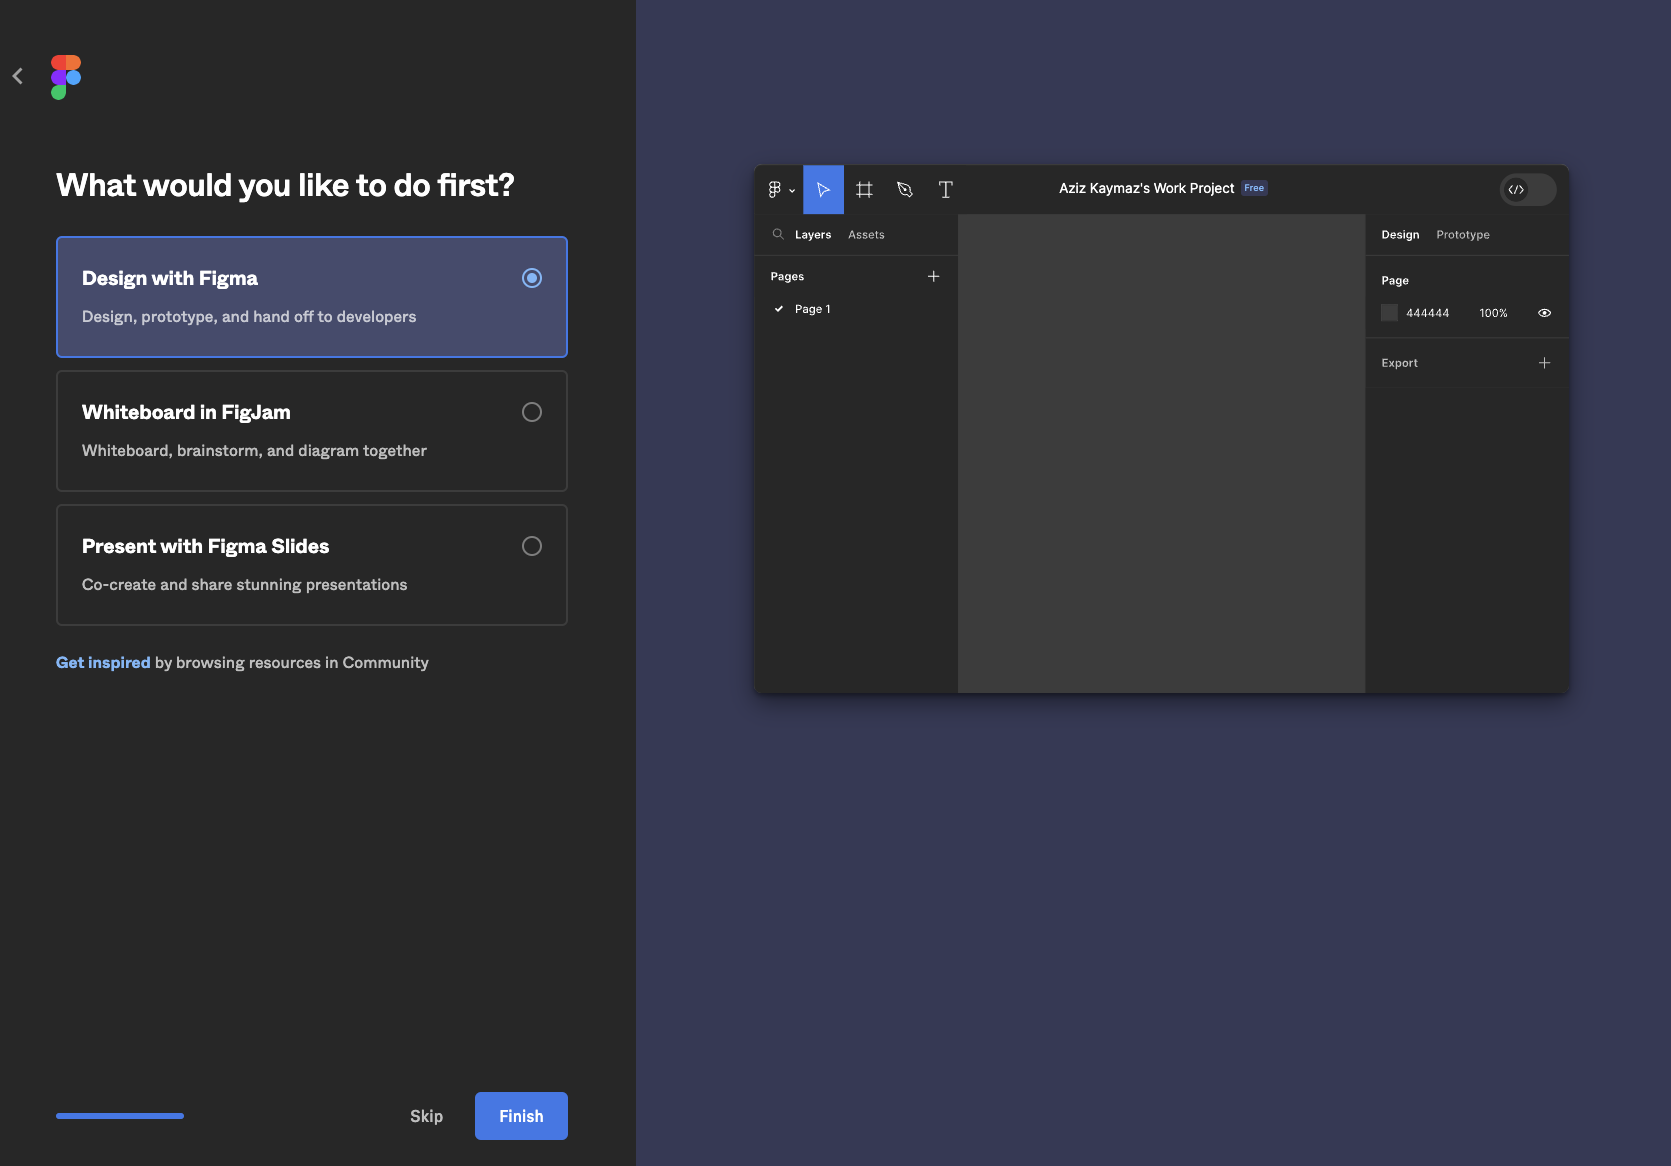 What would you like to do first?
Design with Figma
Design, prototype, and hand off to developers
Whiteboard in FigJam
Whiteboard, brainstorm, and diagram together
Present with Figma Slides
Co-create and share stunning presentations
Get inspired by browsing resources in Community
Skip
Finish
Aziz Kaymaz's Work Project Free
Layers Assets
Pages
Page 1
Design Prototype
Page
444444 100%
Export